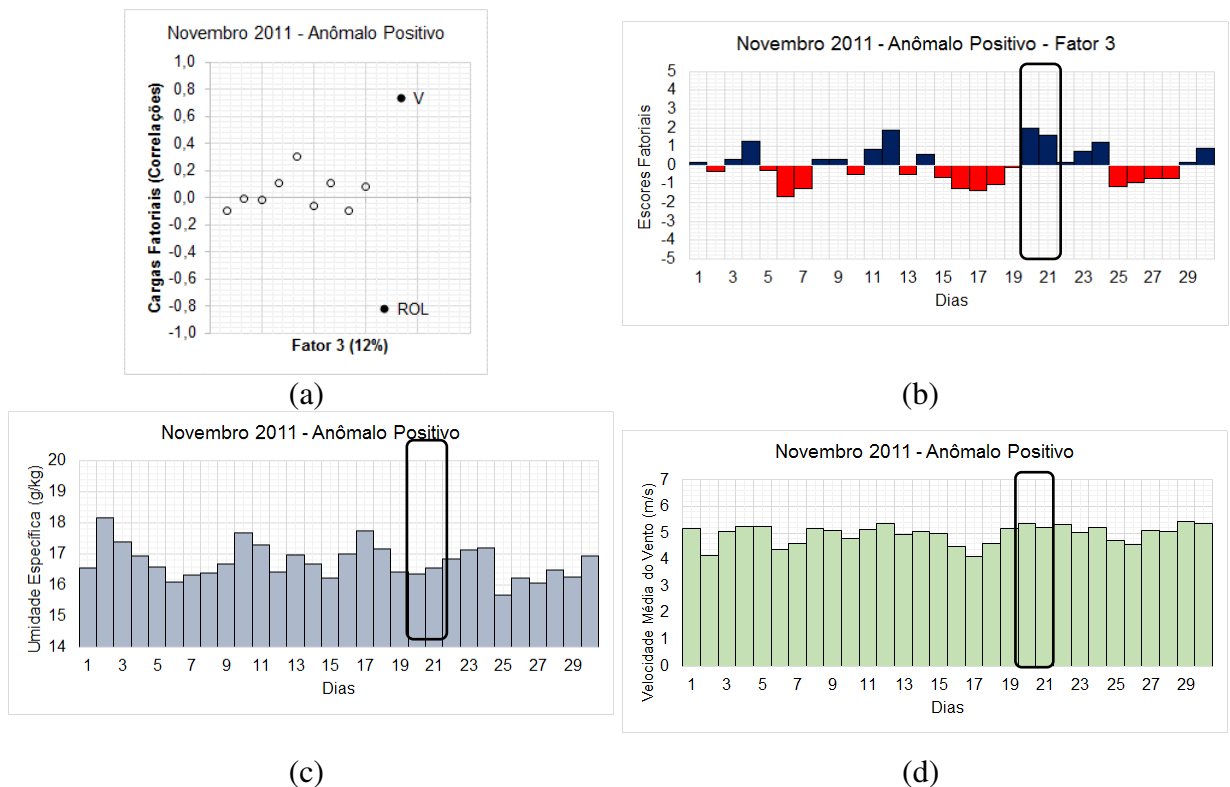 Novembro 2011 - Anômalo Positivo
Cargas Fatoriais (Correlações)
1,0
0,8
0,6
0,4
0,2
0,0
-0,2
-0,4
-0,6
-0,8
-1,0
V
ROL
Fator 3 (12%)
(a)
Novembro 2011 - Anômalo Positivo - Fator 3
Escores Fatoriais
5
4
3
2
1
0
-1
-2
-3
-4
-5
1 3 5 7 9 11 13 15 17 19 21 23 25 27 29
Dias
(b)
Novembro 2011 - Anômalo Positivo
Umidade Específica (g/kg)
20
19
18
17
16
15
14
1 3 5 7 9 11 13 15 17 19 21 23 25 27 29
Dias
(c)
Novembro 2011 - Anômalo Positivo
Velocidade Média do Vento (m/s)
7
6
5
4
3
2
1
0
1 3 5 7 9 11 13 15 17 19 21 23 25 27 29
Dias
(d)